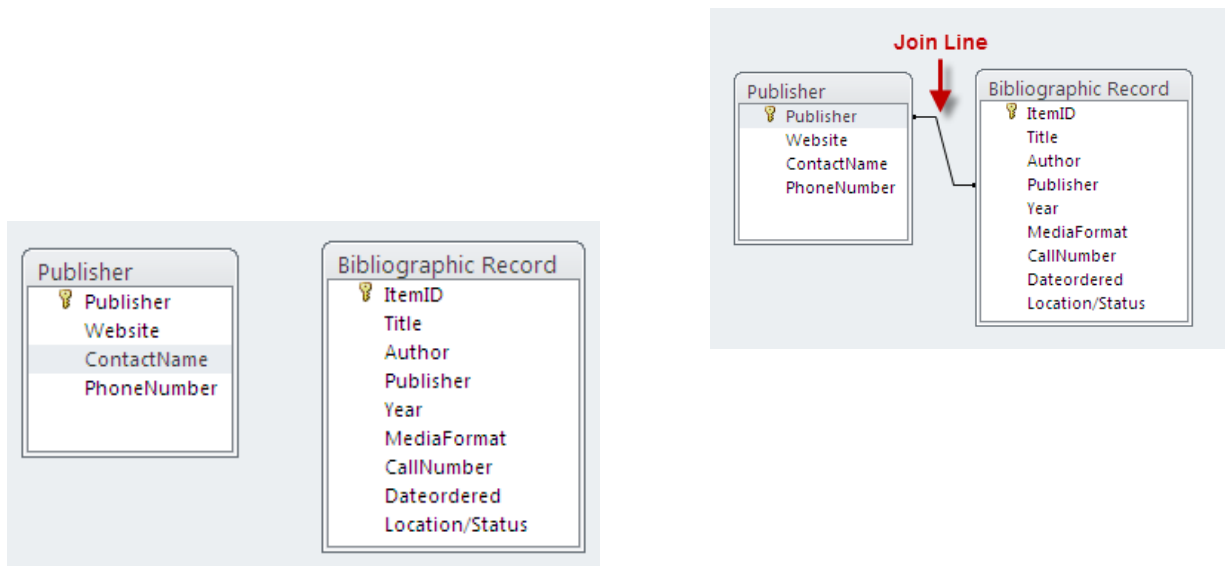 Publisher
Publisher
Website
ContactName
PhoneNumber
Bibliographic Record
ItemID
Title
Author
Publisher
Year
MediaFormat
CallNumber
Dateordered
Location/Status
Join Line
Publisher
Publisher
Website
ContactName
PhoneNumber
Bibliographic Record
ItemID
Title
Author
Publisher
Year
MediaFormat
CallNumber
Dateordered
Location/Status